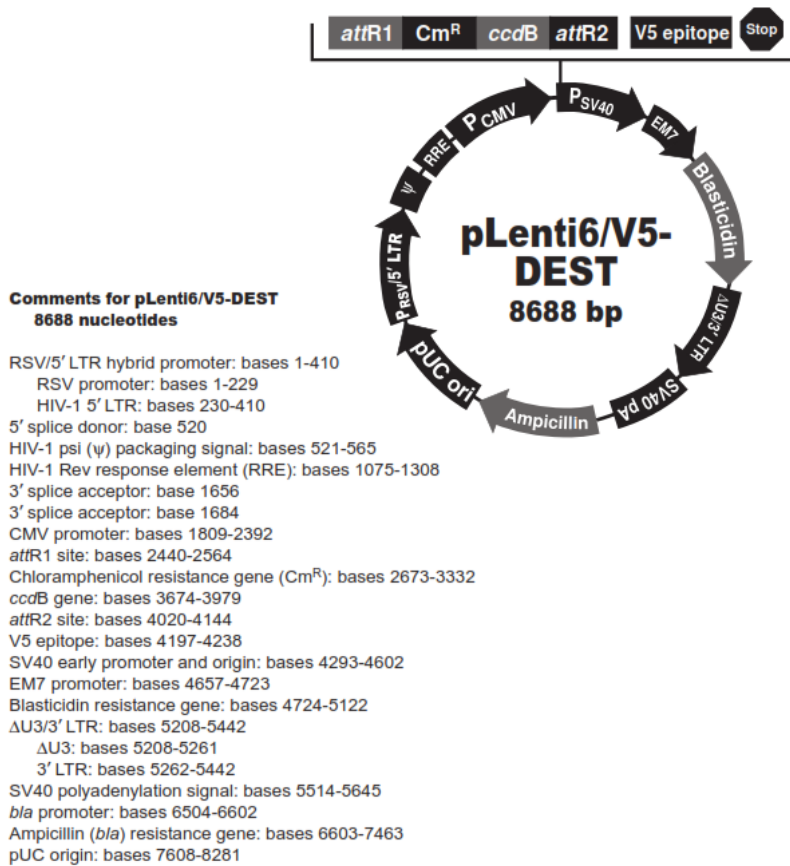 attR1 CmR ccdB attR2 V5 epitope Stop
PCMV
PSV40
EM7
Blasticidin
ΔU3/3′ LTR
SV40 pA
Ampicillin
pUC ori
PRSV/5′ LTR
ψ
RRE
pLenti6/V5-
DEST
8688 bp
Comments for pLenti6/V5-DEST
8688 nucleotides
RSV/5′ LTR hybrid promoter: bases 1-410
RSV promoter: bases 1-229
HIV-1 5′ LTR: bases 230-410
5′ splice donor: base 520
HIV-1 psi (ψ) packaging signal: bases 521-565
HIV-1 Rev response element (RRE): bases 1075-1308
3′ splice acceptor: base 1656
3′ splice acceptor: base 1684
CMV promoter: bases 1809-2392
attR1 site: bases 2440-2564
Chloramphenicol resistance gene (CmR): bases 2673-3332
ccdB gene: bases 3674-3979
attR2 site: bases 4020-4144
V5 epitope: bases 4197-4238
SV40 early promoter and origin: bases 4293-4602
EM7 promoter: bases 4657-4723
Blasticidin resistance gene: bases 4724-5122
ΔU3/3′ LTR: bases 5208-5442
ΔU3: bases 5208-5261
3′ LTR: bases 5262-5442
SV40 polyadenylation signal: bases 5514-5645
bla promoter: bases 6504-6602
Ampicillin (bla) resistance gene: bases 6603-7463
pUC origin: bases 7608-8281